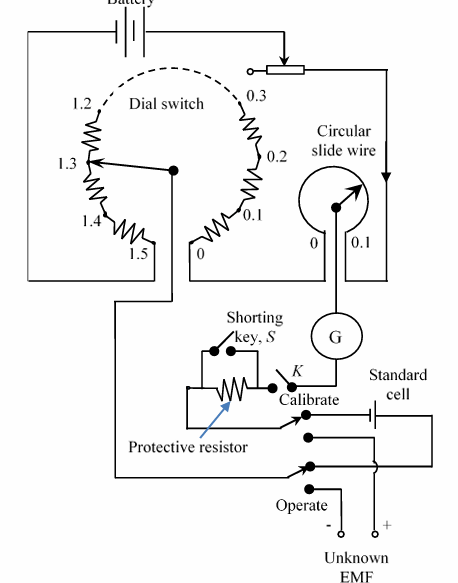 Battery
0.3
1.2
Dial switch
Circular
slide wire
1.3
0.2
1.4
0.1
1.5
0
0
0.1
Shorting
key, S
G
K
Standard
cell
Calibrate
Protective resistor
Operate
-
+
Unknown
EMF